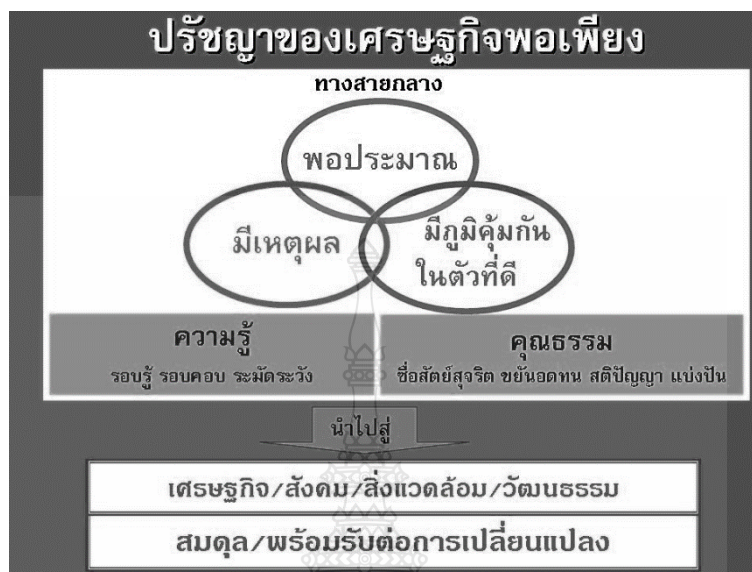 ปรัชญาของเศรษฐกิจพอเพียง
ทางสายกลาง
พอประมาณ
มีเหตุผล
มีภูมิคุ้มกัน
ในตัวที่ดี
ความรู้
รอบรู้ รอบคอบ ระมัดระวัง
คุณธรรม
ซื่อสัตย์สุจริต ขยันอดทน สติปัญญา แบ่งปัน
นำไปสู่
เศรษฐกิจ/สังคม/สิ่งแวดล้อม/วัฒนธรรม
สมดุล/พร้อมรับต่อการเปลี่ยนแปลง